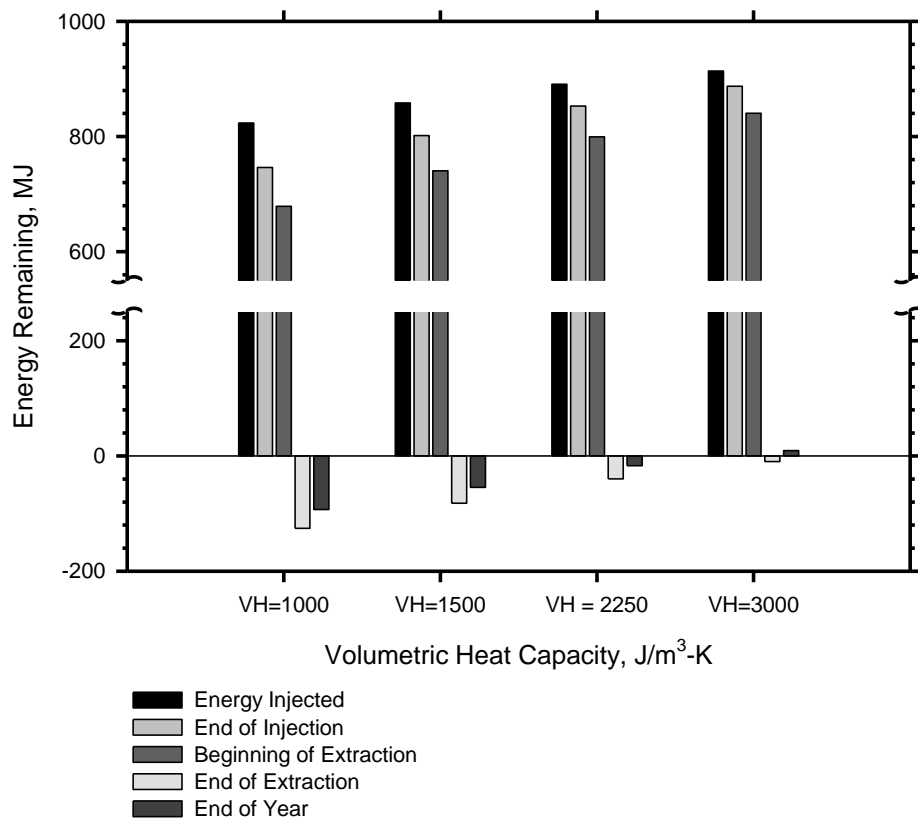 1000
800
600
200
0
-200
Energy Remaining, MJ
VH=1000 VH=1500 VH = 2250 VH=3000
Volumetric Heat Capacity, J/m³-K
Energy Injected
End of Injection
Beginning of Extraction
End of Extraction
End of Year